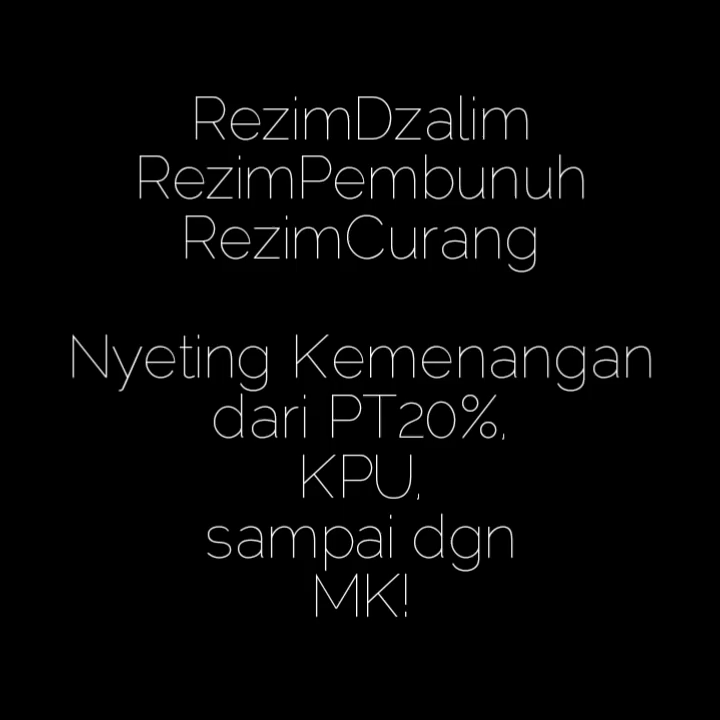 RezimDzalim
RezimPembunuh
RezimCurang
Nyeting Kemenangan
dari PT20%,
KPU,
sampai dgn
MK!